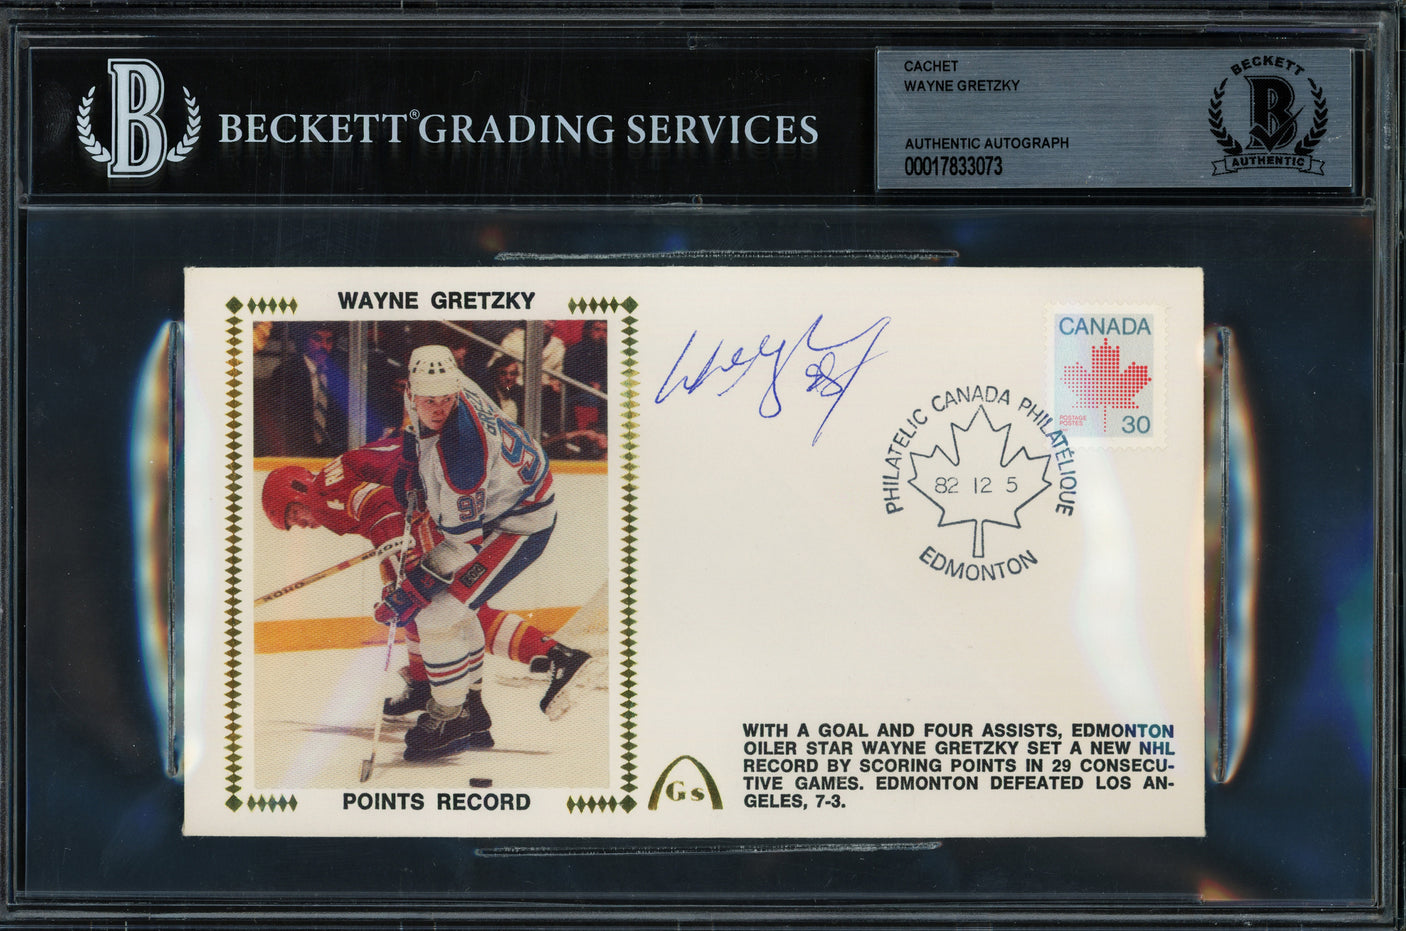 B BECKETT® GRADING SERVICES
CACHET
WAYNE GRETZKY
AUTHENTIC AUTOGRAPH
00017833073
BECKETT
B
AUTHENTIC
WAYNE GRETZKY
99
POINTS RECORD
Gs
CANADA
POSTAGE
POSTES
30
PHILATELIC CANADA PHILATÉLIQUE
82 12 5
EDMONTON
WITH A GOAL AND FOUR ASSISTS, EDMONTON
OILER STAR WAYNE GRETZKY SET A NEW NHL
RECORD BY SCORING POINTS IN 29 CONSECU-
TIVE GAMES. EDMONTON DEFEATED LOS AN-
GELES, 7-3.